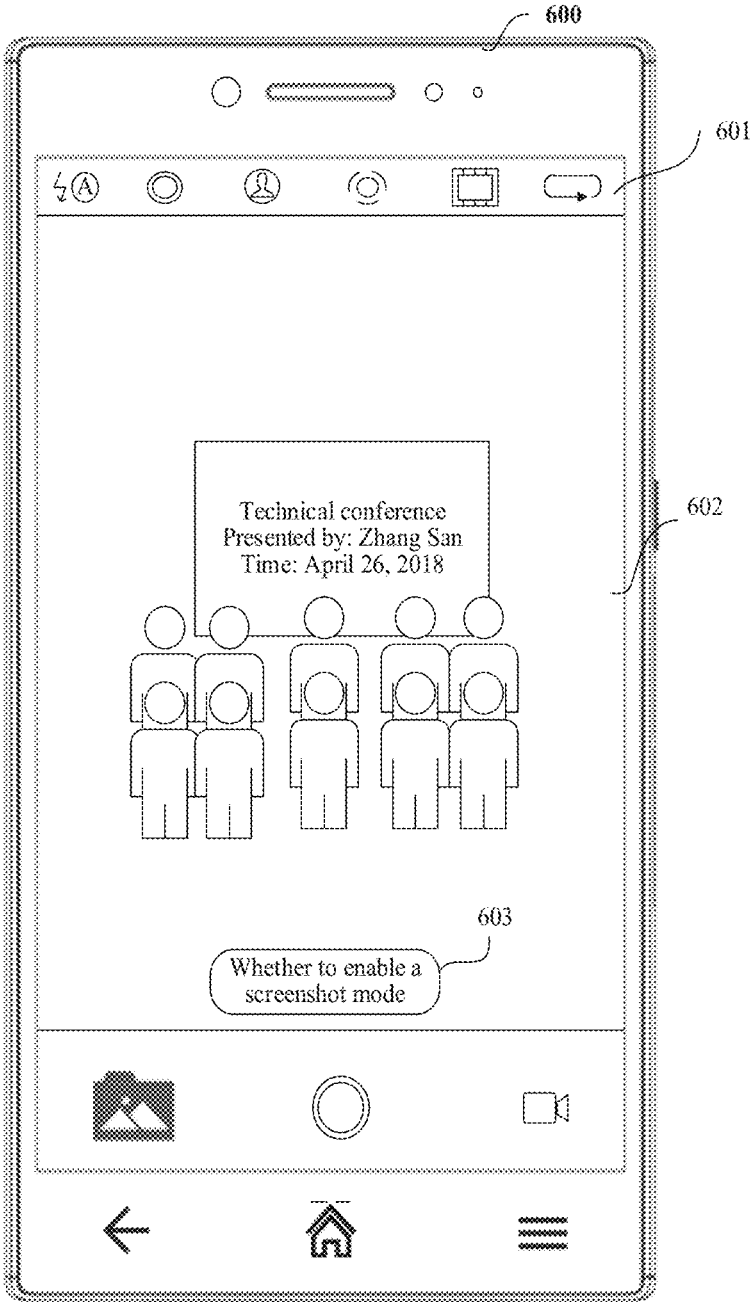 600
601
A
Technical conference
Presented by: Zhang San
Time: April 26, 2018
602
603
Whether to enable a
screenshot mode